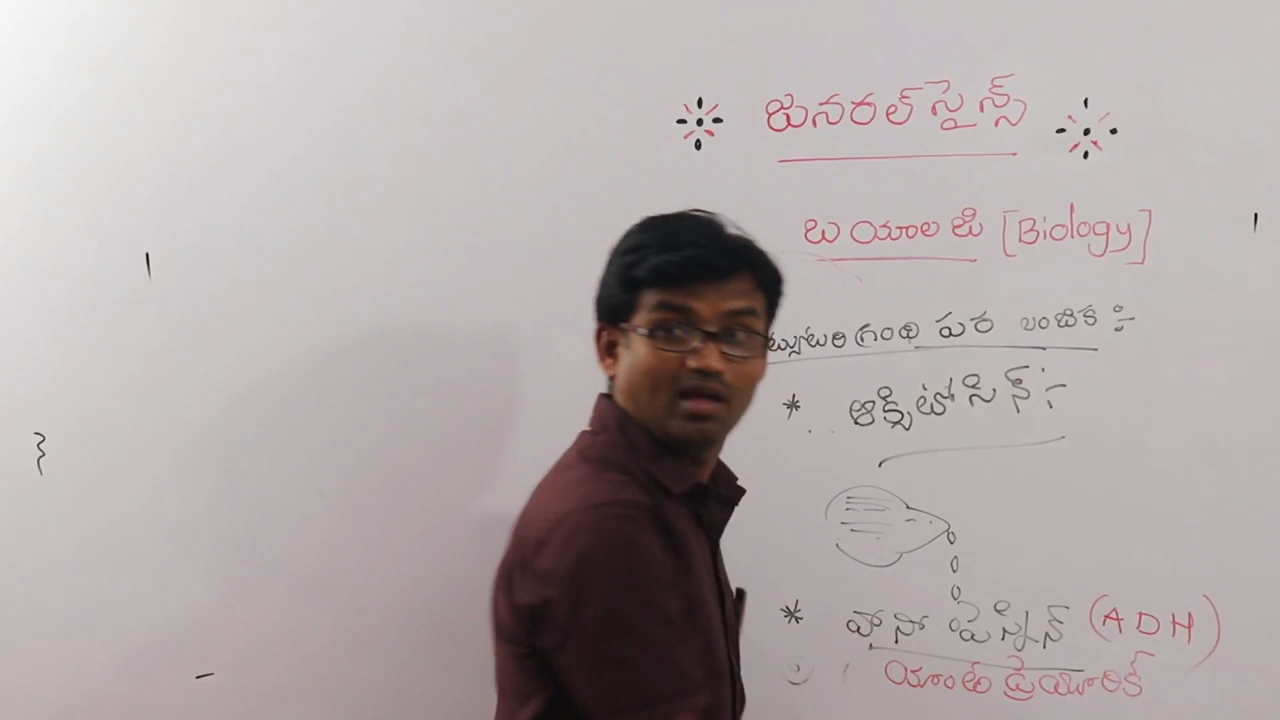 జనరల్ సైన్స్
బయాలజి [Biology]
గ్రంథి పర లంబిక :-
* ఆక్సిటోసిన్ :-
* వాసోప్రెస్సిన్ (ADH)
యాంటీ డ్రైయూరిక్